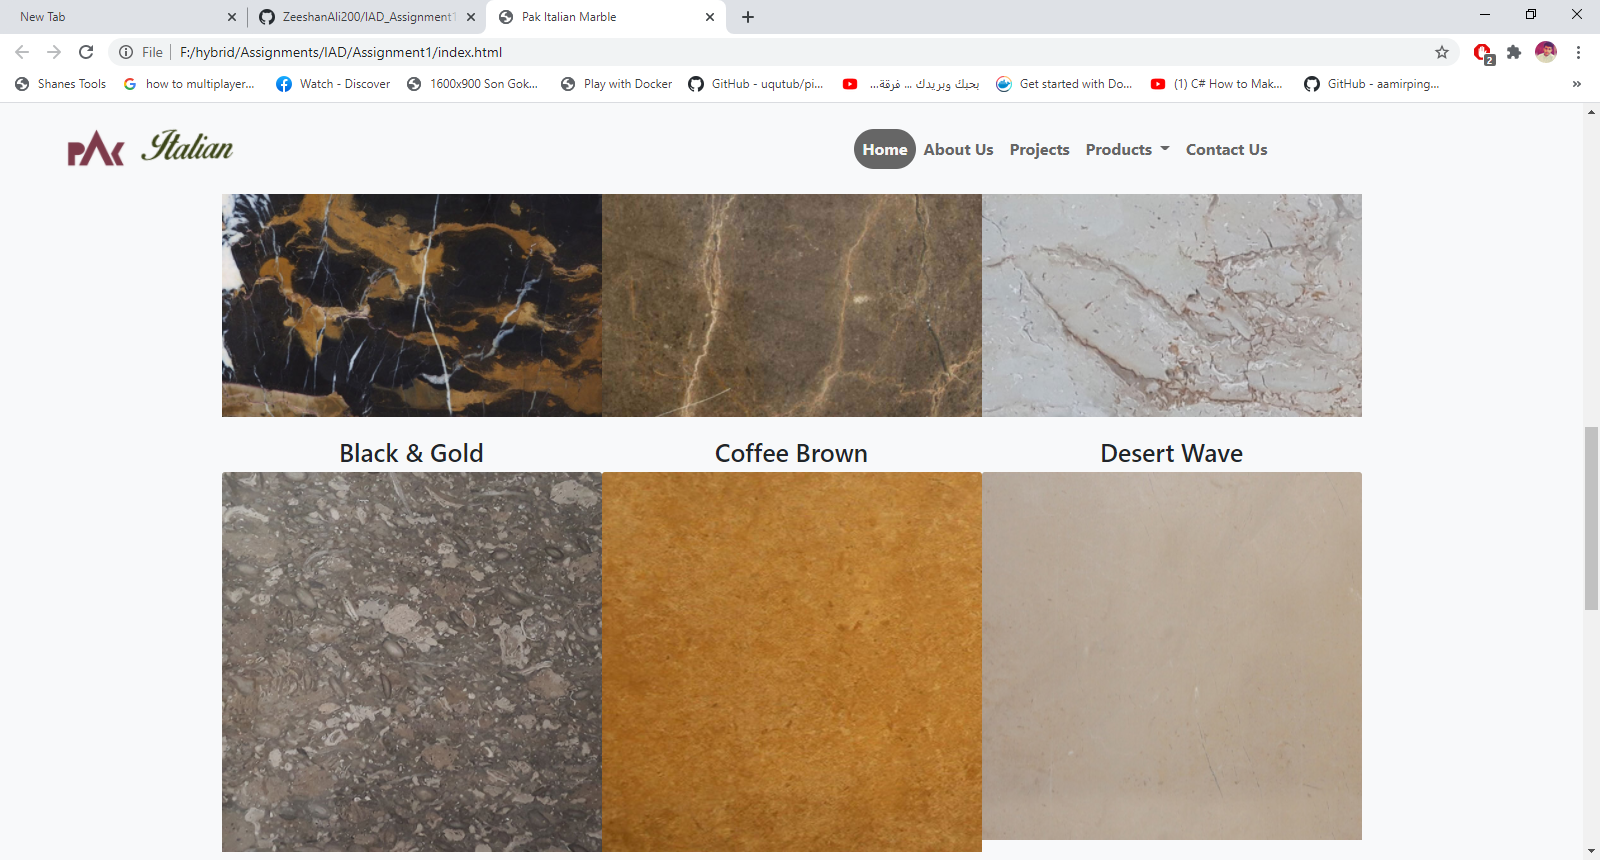 New Tab
ZeeshanAli200/IAD_Assignment1
Pak Italian Marble
File
F:/hybrid/Assignments/IAD/Assignment1/index.html
2
Shanes Tools
how to multiplayer...
Watch - Discover
1600x900 Son Gok...
Play with Docker
GitHub - uqutub/pi...
بحبك وبريدك ... فرقة...
Get started with Do...
(1) C# How to Mak...
GitHub - aamirping...
»
PAK Italian
Home
About Us
Projects
Products
Contact Us
Black & Gold
Coffee Brown
Desert Wave